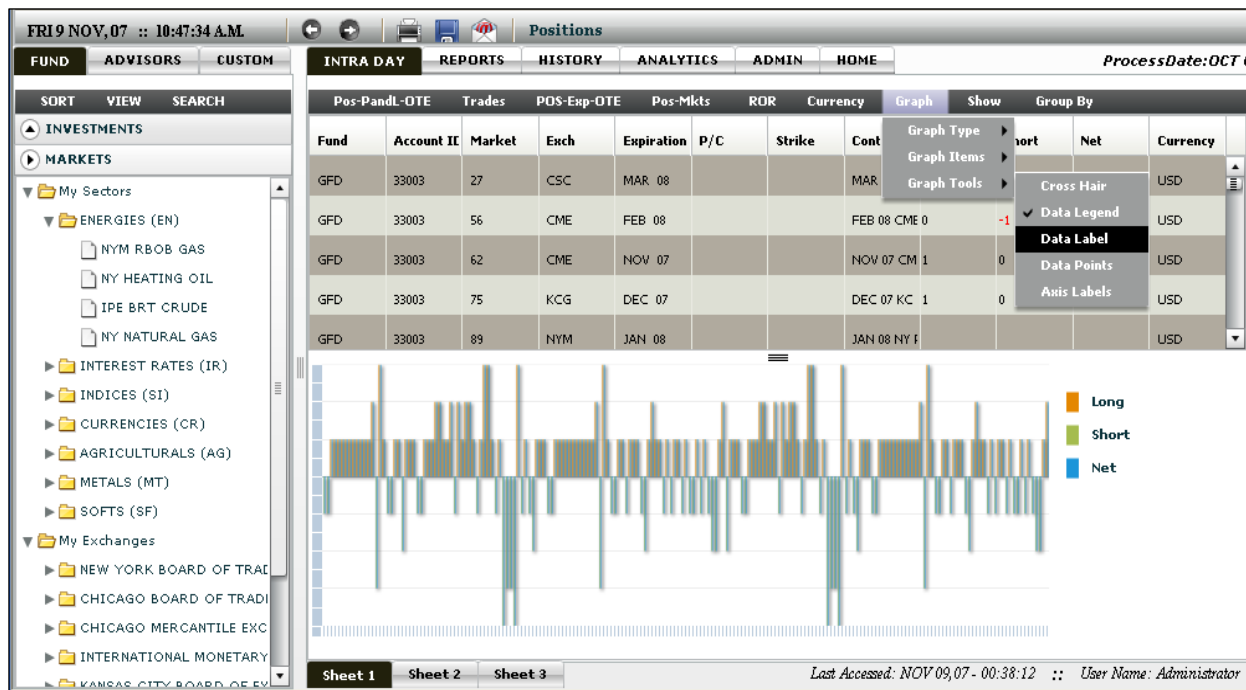 FRI 9 NOV, 07 :: 10:47:34 A.M.
Positions
FUND ADVISORS CUSTOM
INTRA DAY REPORTS HISTORY ANALYTICS ADMIN HOME
ProcessDate:OCT
SORT VIEW SEARCH
Pos-PandL-OTE Trades POS-Exp-OTE Pos-Mkts ROR Currency Graph Show Group By
INVESTMENTS
MARKETS
My Sectors
ENERGIES (EN)
NYM RBOB GAS
NY HEATING OIL
IPE BRT CRUDE
NY NATURAL GAS
INTEREST RATES (IR)
INDICES (SI)
CURRENCIES (CR)
AGRICULTURALS (AG)
METALS (MT)
SOFTS (SF)
My Exchanges
NEW YORK BOARD OF TRAD
CHICAGO BOARD OF TRADI
CHICAGO MERCANTILE EXC
INTERNATIONAL MONETARY
KANSAS CITY BOARD OF
Fund Account ID Market Exch Expiration P/C Strike Cont hort Net Currency
GFD 33003 27 CSC MAR 08 MAR USD
GFD 33003 56 CME FEB 08 FEB 08 CME 0 -1 USD
GFD 33003 62 CME NOV 07 NOV 07 CM 1 0 USD
GFD 33003 75 KCG DEC 07 DEC 07 KC 1 0 USD
GFD 33003 89 NYM JAN 08 JAN 08 NY USD
Graph Type
Graph Items
Graph Tools
Cross Hair
Data Legend
Data Label
Data Points
Axis Labels
Long
Short
Net
Sheet 1 Sheet 2 Sheet 3
Last Accessed: NOV 09,07 - 00:38:12 :: User Name: Administrator